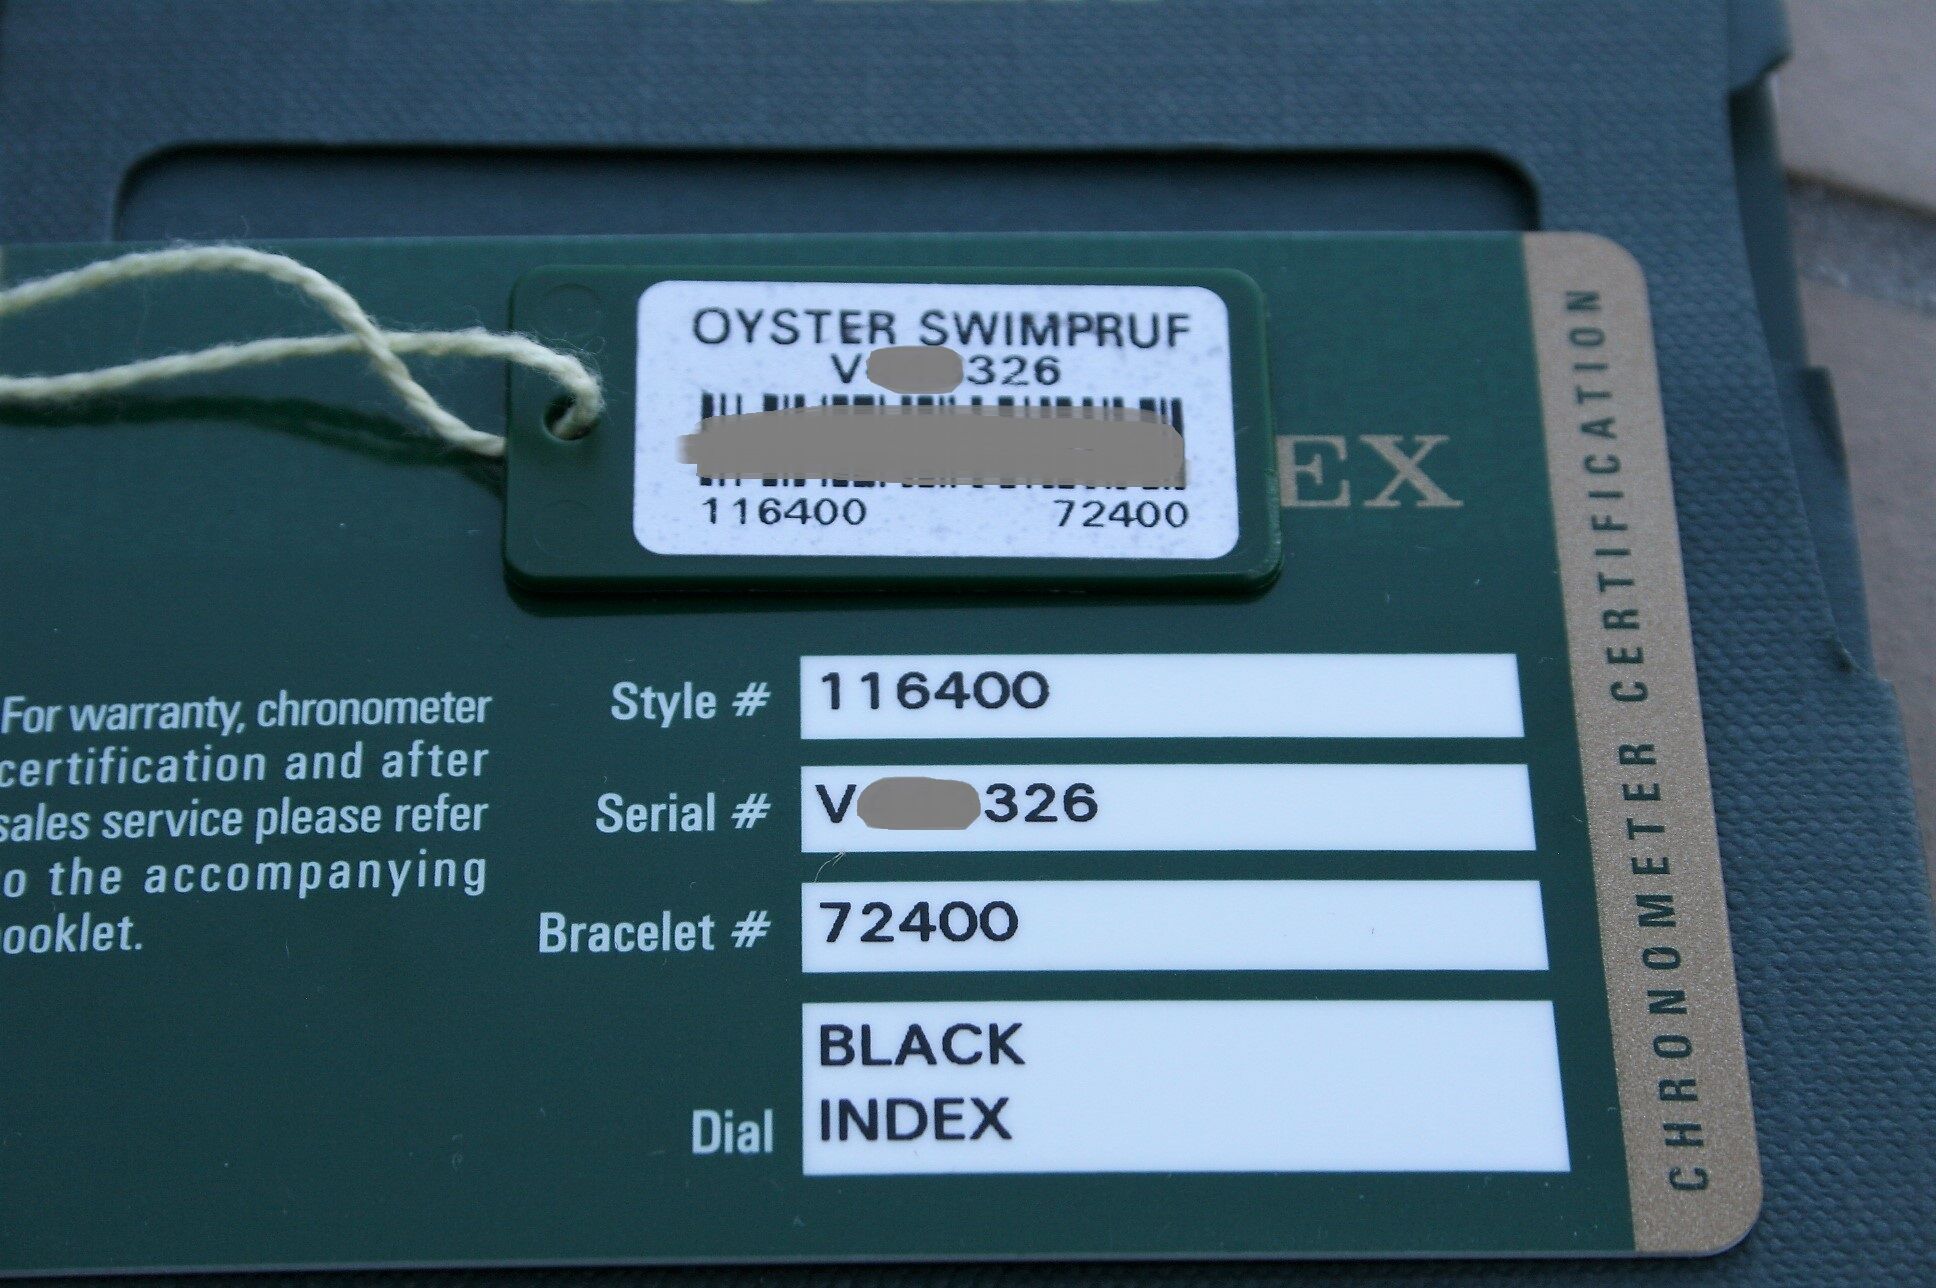 OYSTER SWIMPRUF
V 326
116400 72400
EX
For warranty, chronometer
certification and after
sales service please refer
o the accompanying
ooklet.
Style # 116400
Serial # V 326
Bracelet # 72400
Dial BLACK
INDEX
CHRONOMETER CERTIFICATION